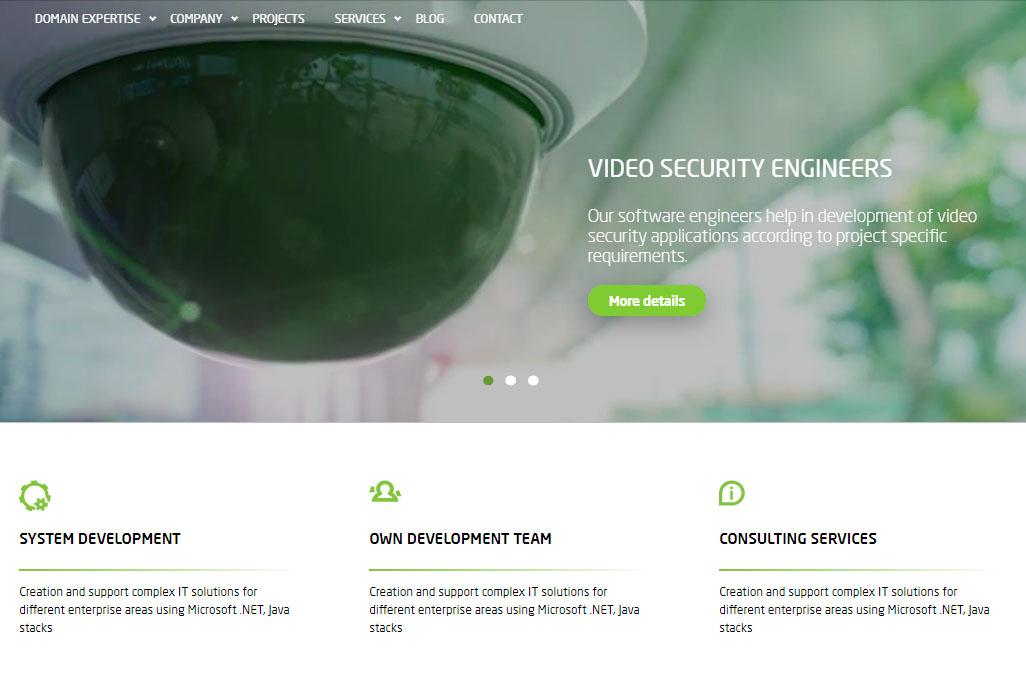 DOMAIN EXPERTISE COMPANY PROJECTS SERVICES BLOG CONTACT
VIDEO SECURITY ENGINEERS
Our software engineers help in development of video
security applications according to project specific
requirements.
More details
SYSTEM DEVELOPMENT
Creation and support complex IT solutions for
different enterprise areas using Microsoft .NET, Java
stacks
OWN DEVELOPMENT TEAM
Creation and support complex IT solutions for
different enterprise areas using Microsoft .NET, Java
stacks
CONSULTING SERVICES
Creation and support complex IT solutions for
different enterprise areas using Microsoft .NET, Java
stacks